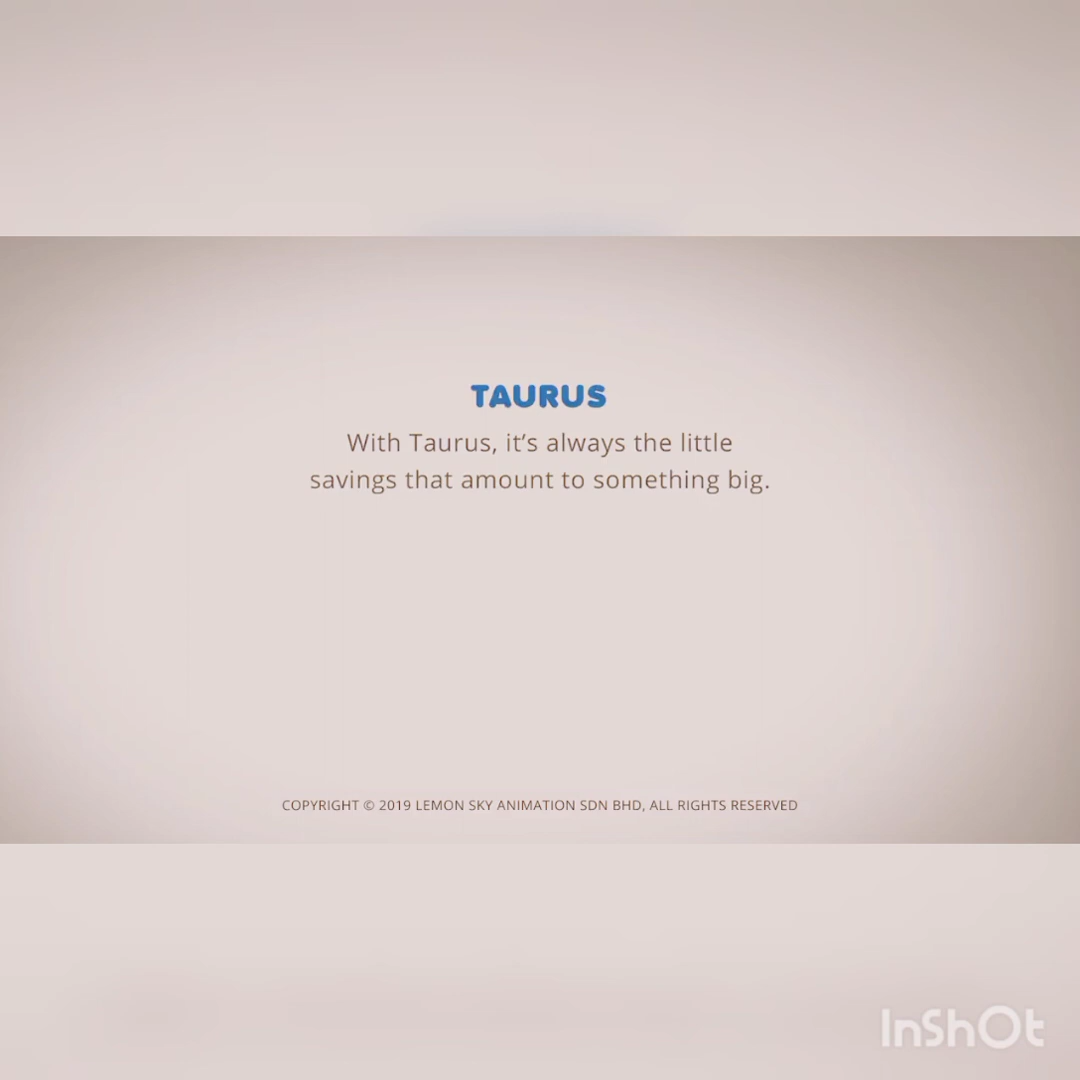 TAURUS
With Taurus, it’s always the little
savings that amount to something big.
COPYRIGHT © 2019 LEMON SKY ANIMATION SDN BHD, ALL RIGHTS RESERVED
InShOt